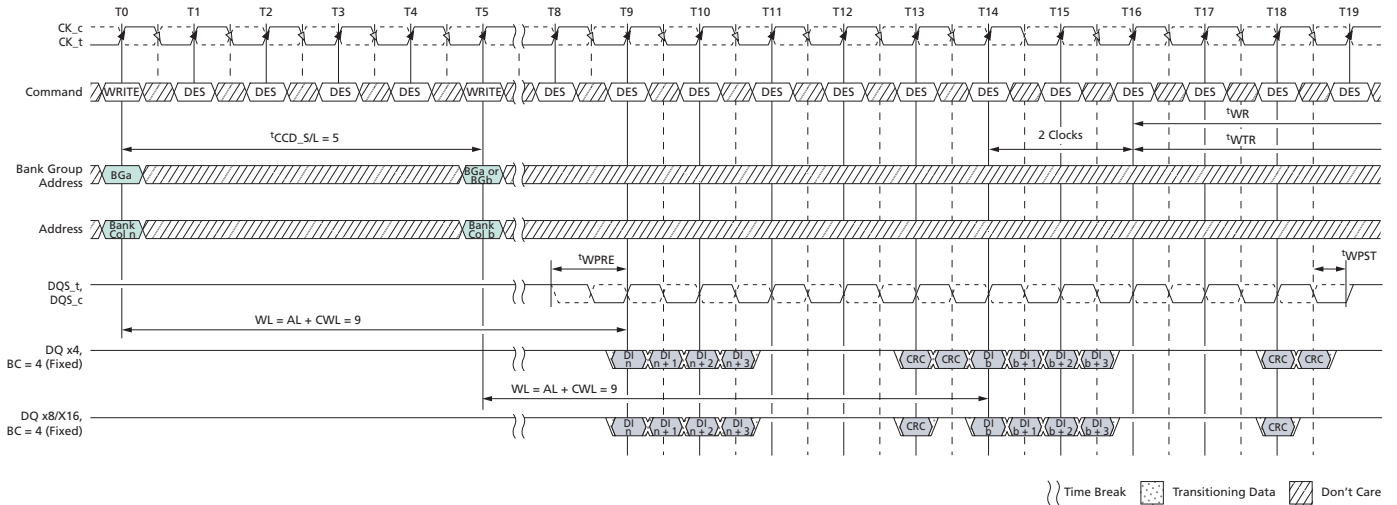 T0 T1 T2 T3 T4 T5 T8 T9 T10 T11 T12 T13 T14 T15 T16 T17 T18 T19
CK_c
CK_t
Command WRITE DES DES DES DES WRITE DES DES DES DES DES DES DES DES DES DES DES DES
tWR
tCCD_S/L = 5 2 Clocks tWTR
Bank Group
Address
BGa
BGa or
BGb
Address
Bank
Col n
Bank
Col b
tWPRE tWPST
DQS_t,
DQS_c
WL = AL + CWL = 9
DQ x4,
BC = 4 (Fixed)
DI
n
DI
n + 1
DI
n + 2
DI
n + 3
CRC CRC
DI
b
DI
b + 1
DI
b + 2
DI
b + 3
CRC CRC
WL = AL + CWL = 9
DQ x8/X16,
BC = 4 (Fixed)
DI
n
DI
n + 1
DI
n + 2
DI
n + 3
CRC
DI
b
DI
b + 1
DI
b + 2
DI
b + 3
CRC
Time Break Transitioning Data Don't Care